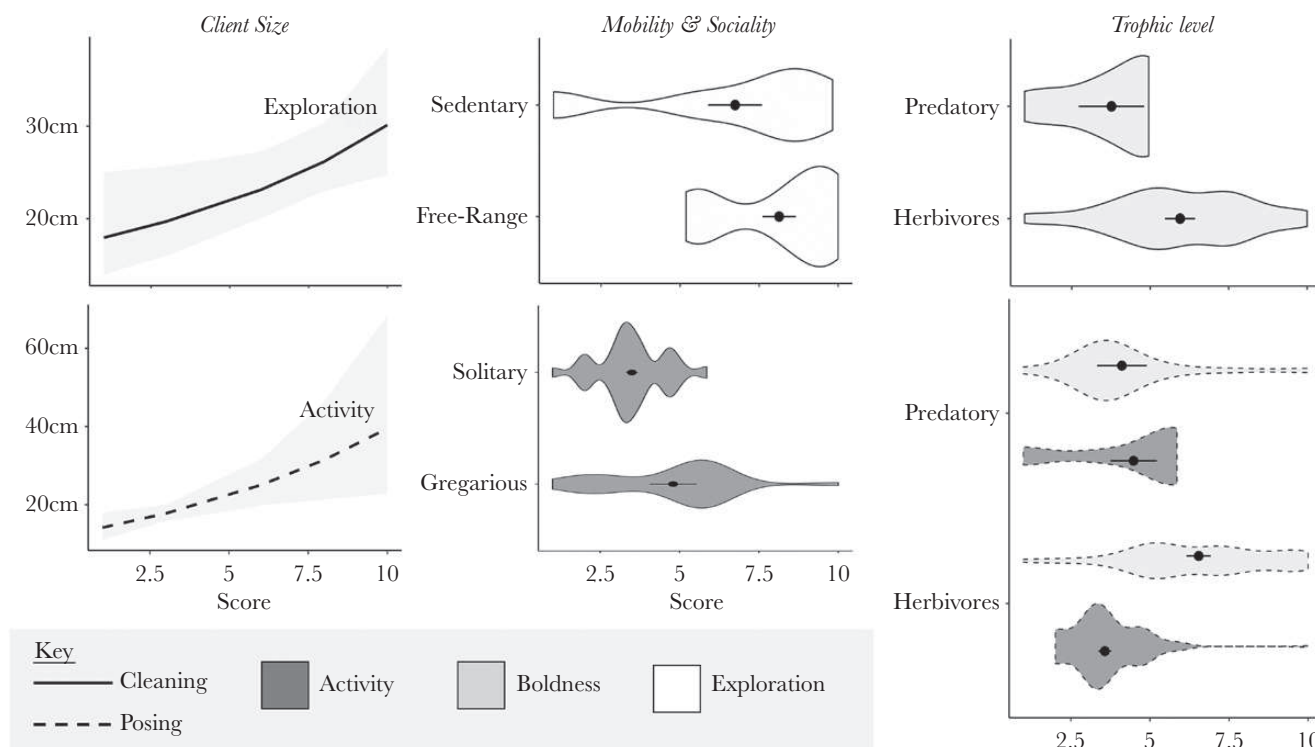 Client Size
Mobility & Sociality
Trophic level
Exploration
30cm
20cm
Sedentary
Free-Range
Predatory
Herbivores
60cm
40cm
20cm
Activity
2.5 5 7.5 10
Score
Solitary
Gregarious
2.5 5 7.5 10
Score
Predatory
Herbivores
2.5 5 10
Key
Cleaning
Posing
Activity
Boldness
Exploration